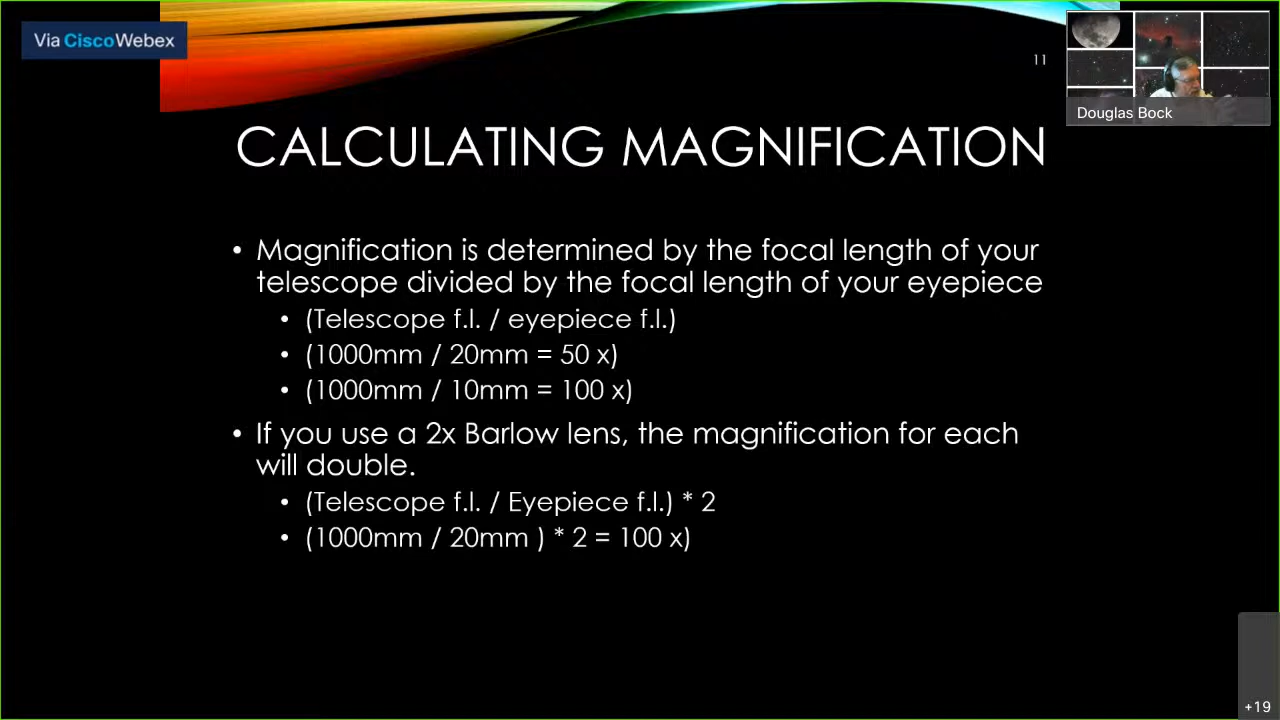 Via CiscoWebex
11
Douglas Bock
CALCULATING MAGNIFICATION
• Magnification is determined by the focal length of your
telescope divided by the focal length of your eyepiece
• (Telescope f.l. / eyepiece f.l.)
• (1000mm / 20mm = 50 x)
• (1000mm / 10mm = 100 x)
• If you use a 2x Barlow lens, the magnification for each
will double.
• (Telescope f.l. / Eyepiece f.l.) * 2
• (1000mm / 20mm ) * 2 = 100 x)
+19